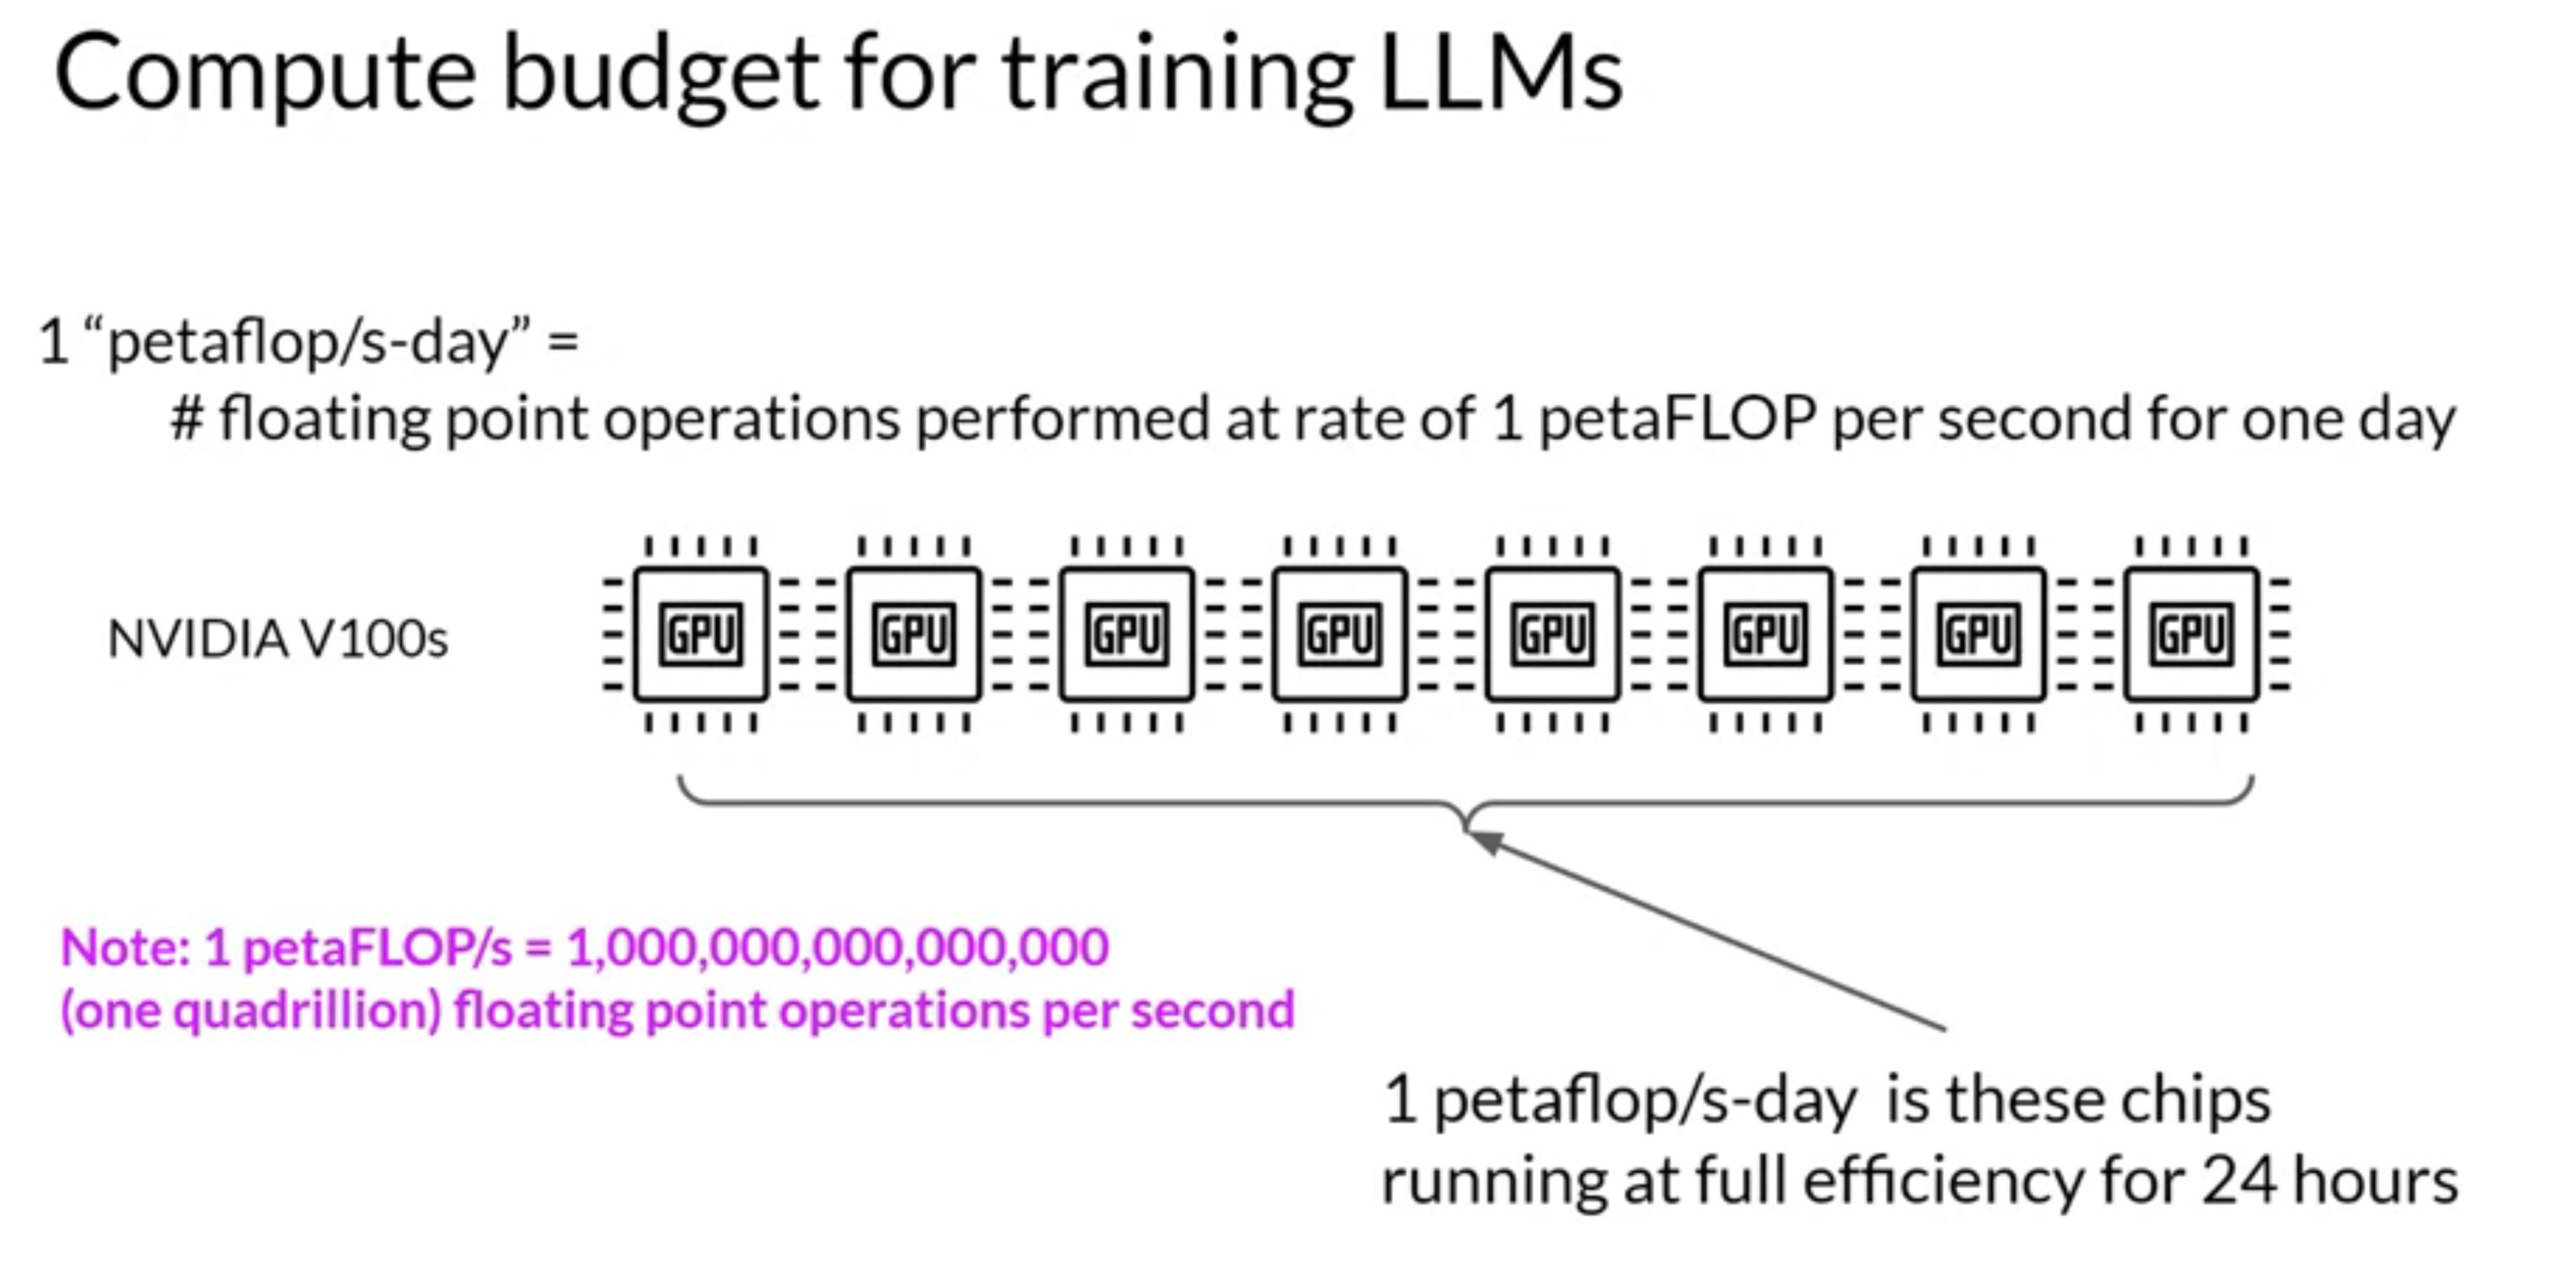 Compute budget for training LLMs
1 “petaflop/s-day” =
# floating point operations performed at rate of 1 petaFLOP per second for one day
NVIDIA V100s
GPU GPU GPU GPU GPU GPU GPU GPU
Note: 1 petaFLOP/s = 1,000,000,000,000,000
(one quadrillion) floating point operations per second
1 petaflop/s-day is these chips
running at full efficiency for 24 hours